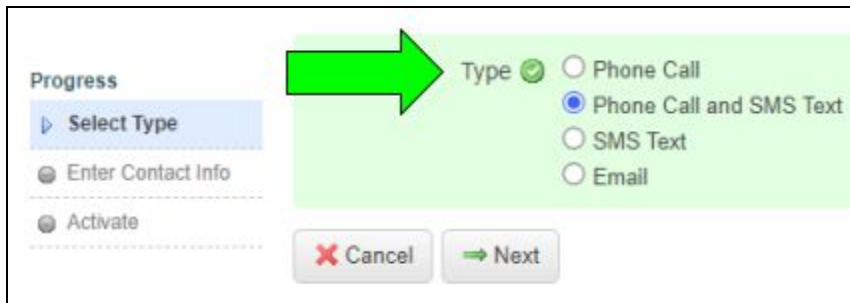 Progress
Select Type
Enter Contact Info
Activate
Type
Phone Call
Phone Call and SMS Text
SMS Text
Email
Cancel
Next